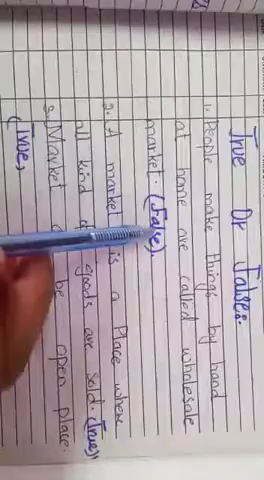 True Or False:
1. People make things by hand
at home are called wholesale
market. (False).
2. A market is a Place where
all kind goods are sold. (True)
3. Market be open place.
(True)